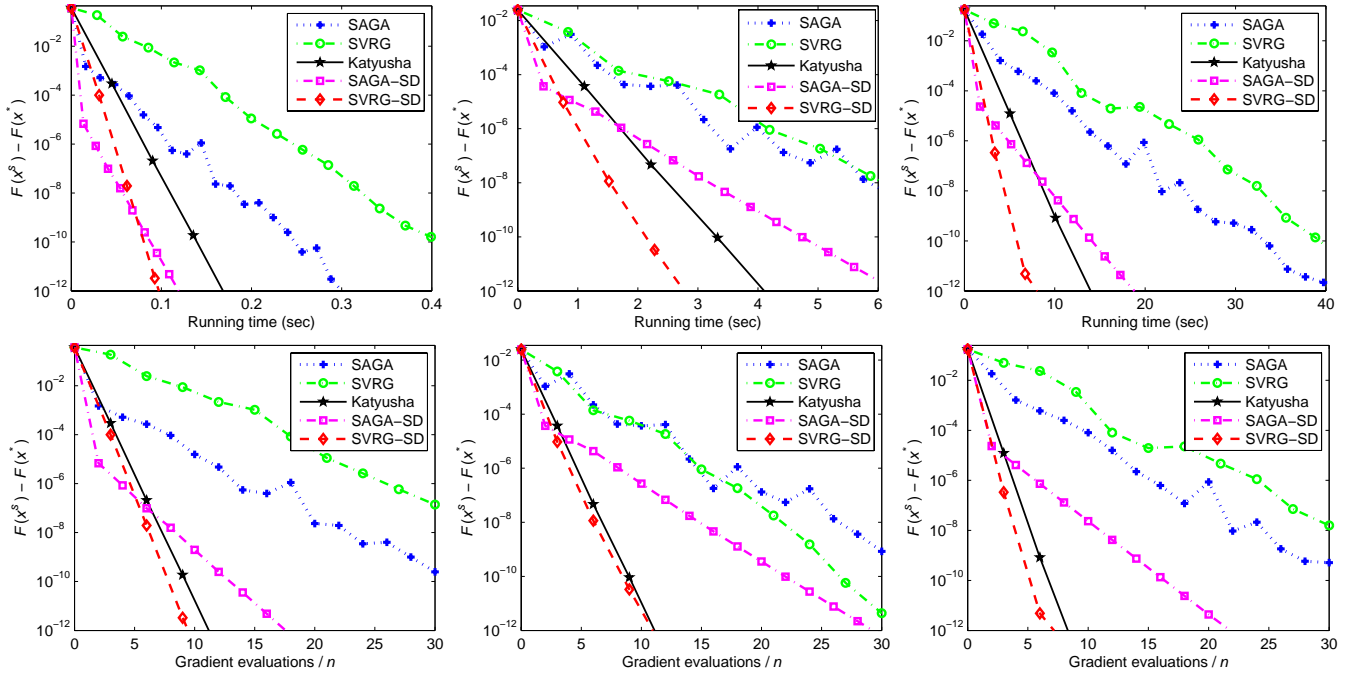 F (x^s) − F (x^*)
10^−2
10^−4
10^−6
10^−8
10^−10
10^−12
0
0.1
0.2
0.3
0.4
Running time (sec)
SAGA
SVRG
Katyusha
SAGA−SD
SVRG−SD
F (x^s) − F (x^*)
10^−2
10^−4
10^−6
10^−8
10^−10
10^−12
0
1
2
3
4
5
6
Running time (sec)
SAGA
SVRG
Katyusha
SAGA−SD
SVRG−SD
F (x^s) − F (x^*)
10^−2
10^−4
10^−6
10^−8
10^−10
10^−12
0
10
20
30
40
Running time (sec)
SAGA
SVRG
Katyusha
SAGA−SD
SVRG−SD
F (x^s) − F (x^*)
10^−2
10^−4
10^−6
10^−8
10^−10
10^−12
0
5
10
15
20
25
30
Gradient evaluations / n
SAGA
SVRG
Katyusha
SAGA−SD
SVRG−SD
F (x^s) − F (x^*)
10^−2
10^−4
10^−6
10^−8
10^−10
10^−12
0
5
10
15
20
25
30
Gradient evaluations / n
SAGA
SVRG
Katyusha
SAGA−SD
SVRG−SD
F (x^s) − F (x^*)
10^−2
10^−4
10^−6
10^−8
10^−10
10^−12
0
5
10
15
20
25
30
Gradient evaluations / n
SAGA
SVRG
Katyusha
SAGA−SD
SVRG−SD